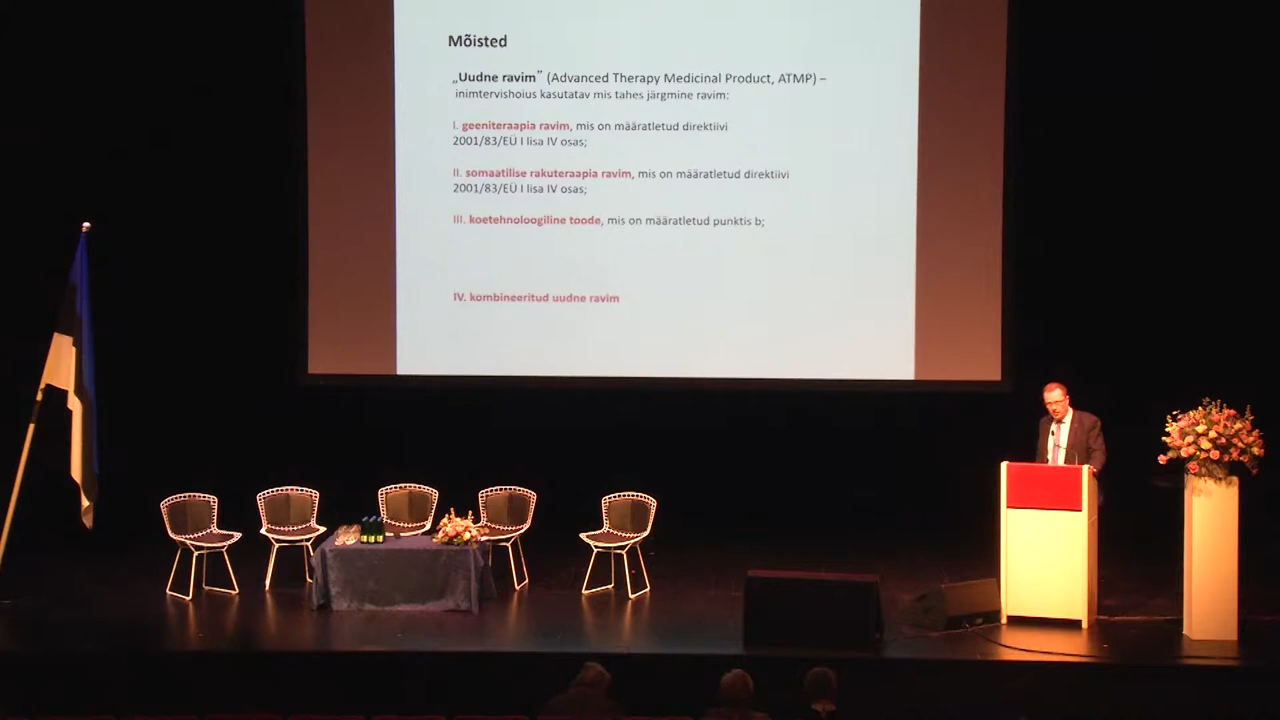 Mõisted
„Uudne ravim” (Advanced Therapy Medicinal Product, ATMP) –
inimtervishoius kasutatav mis tahes järgmine ravim:
I. geeniteraapia ravim, mis on määratletud direktiivi
2001/83/EÜ I lisa IV osas;
II. somaatilise rakuteraapia ravim, mis on määratletud direktiivi
2001/83/EÜ I lisa IV osas;
III. koetehnoloogiline toode, mis on määratletud punktis b;
IV. kombineeritud uudne ravim